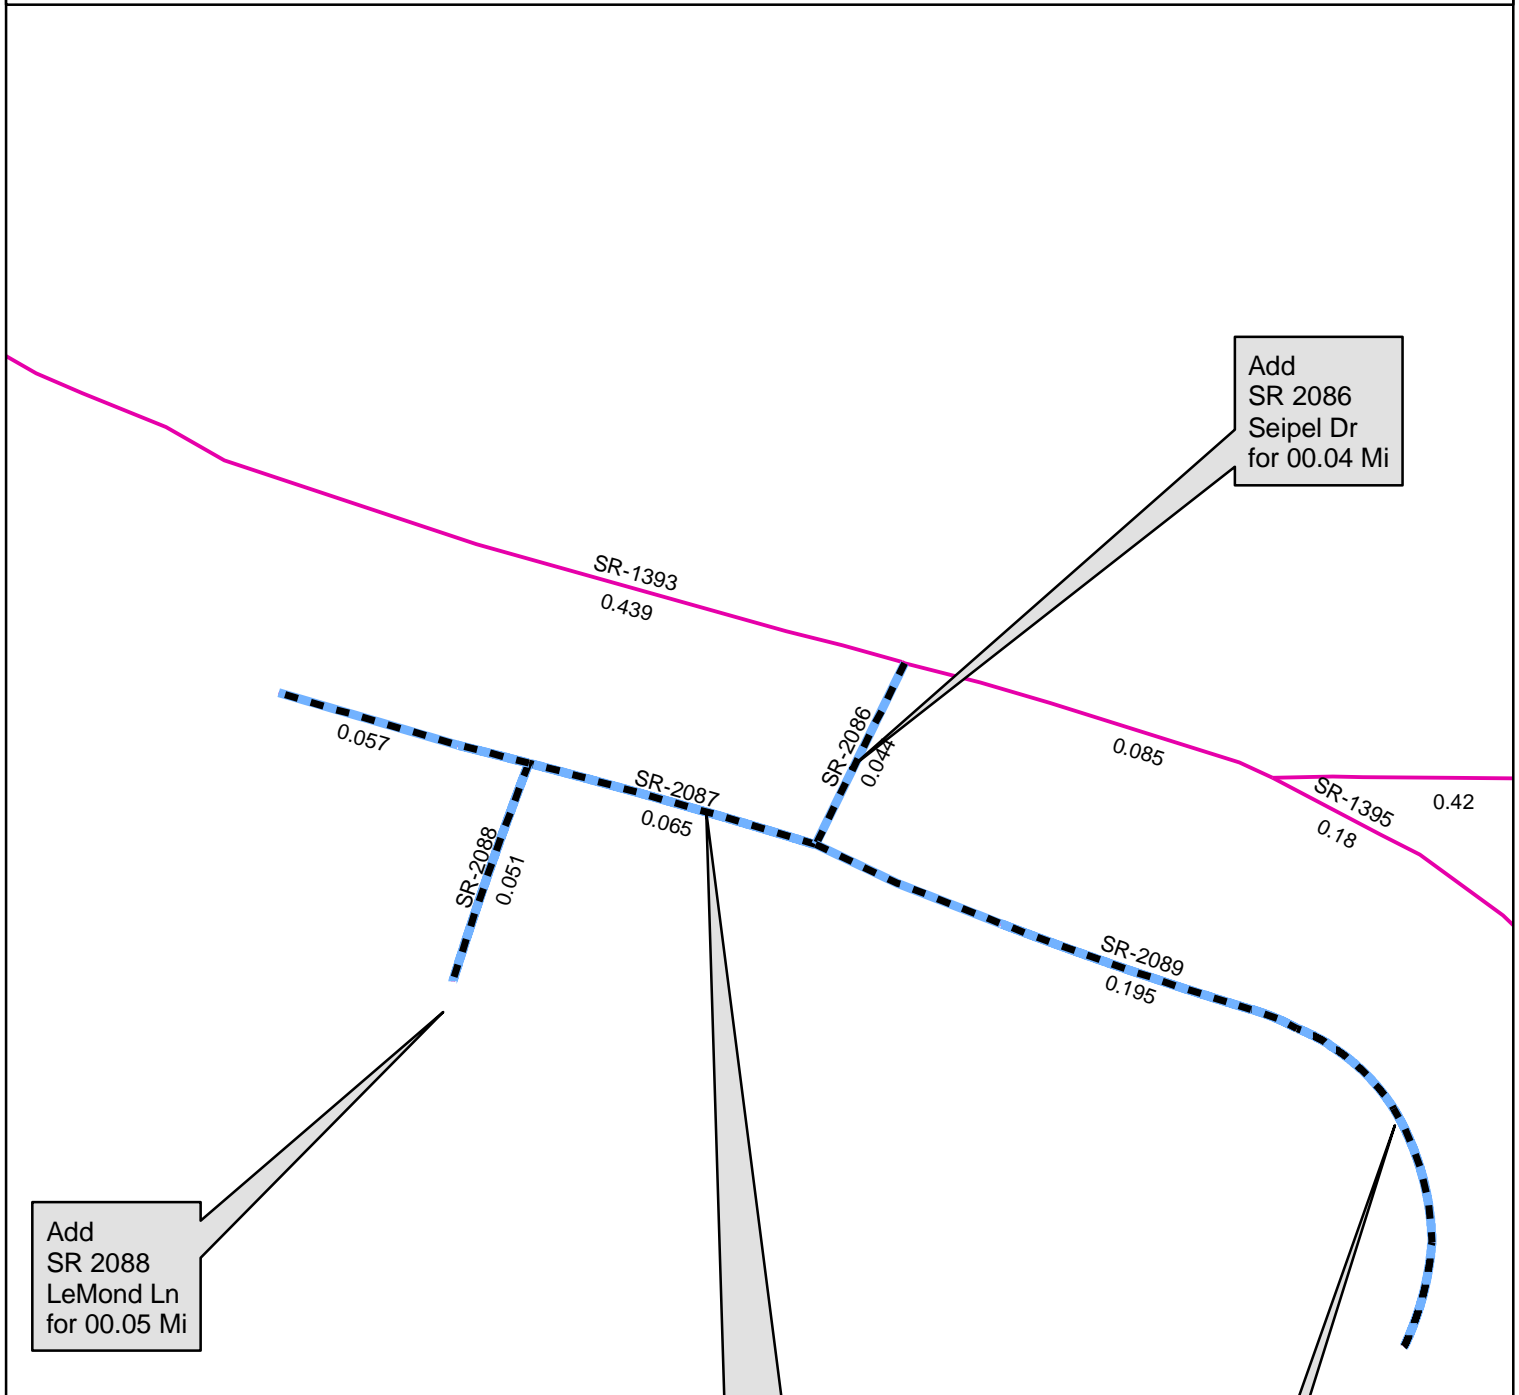 Add
SR 2086
Seipel Dr
for 00.04 Mi
SR-1393
0.439
SR-2086
0.044
0.057
0.085
SR-2087
0.065
SR-1395
0.18
0.42
SR-2088
0.051
SR-2089
0.195
Add
SR 2088
LeMond Ln
for 00.05 Mi